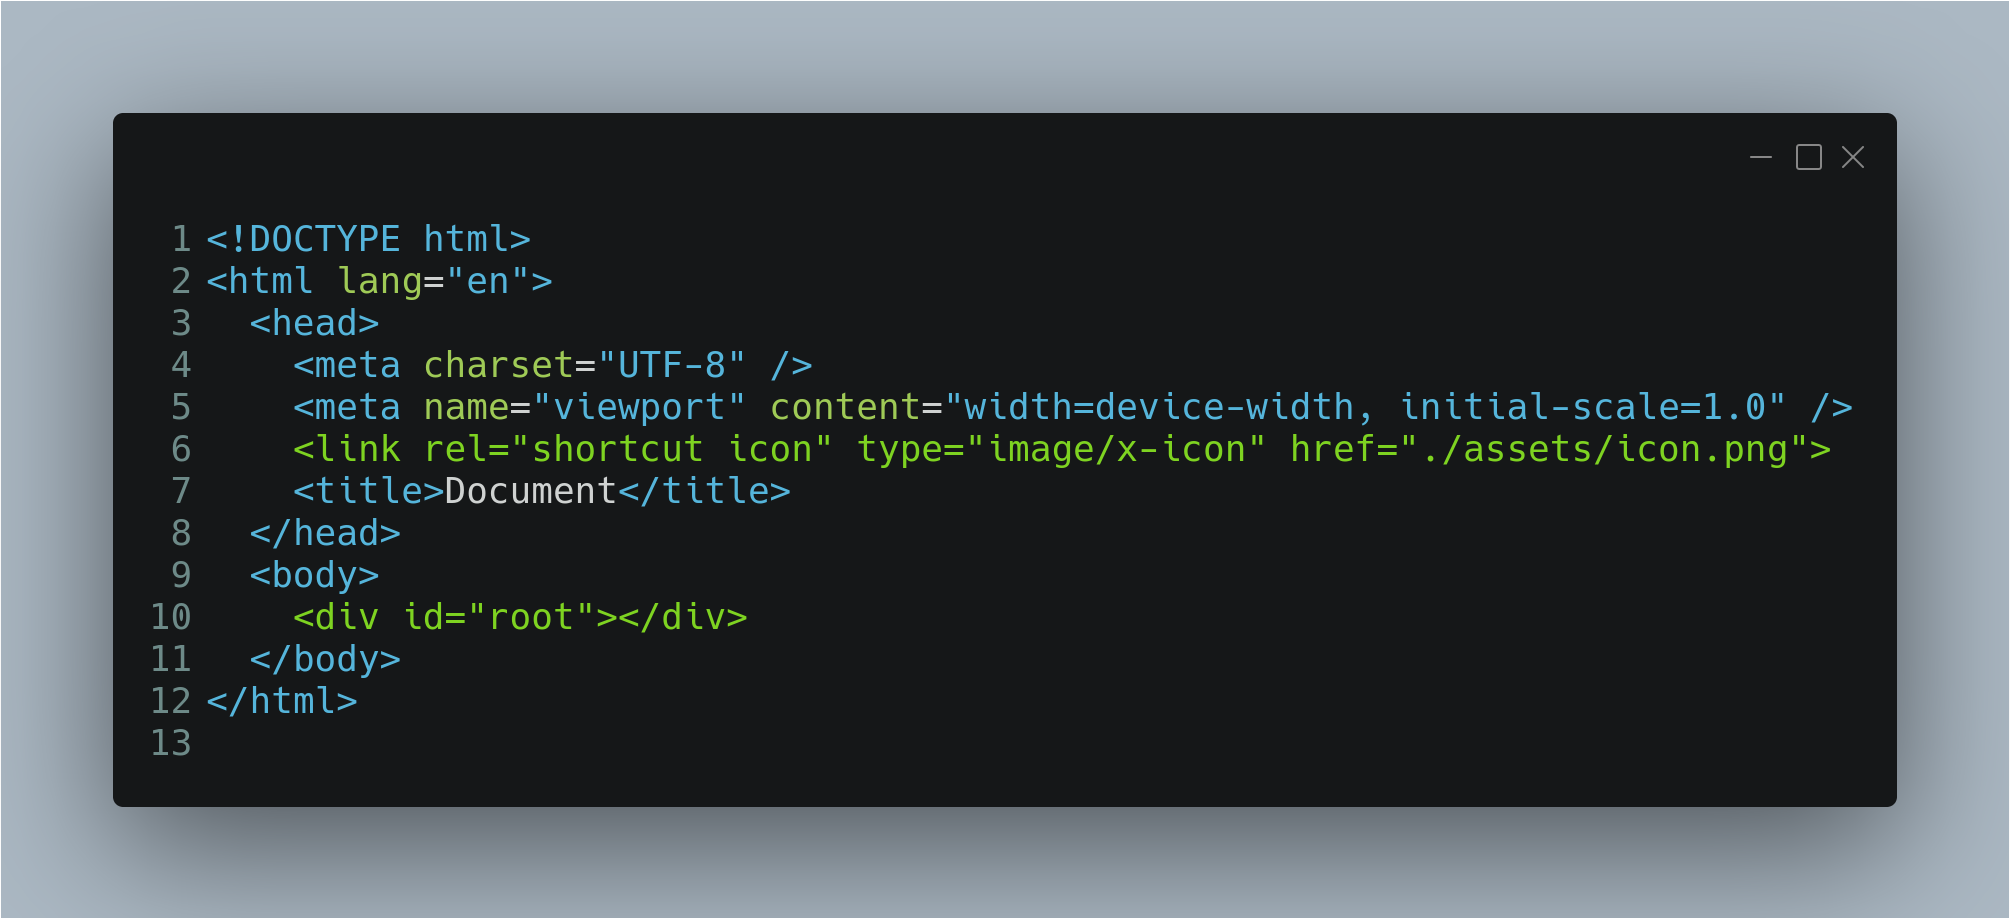 1 <!DOCTYPE html>
2 <html lang="en">
3   <head>
4     <meta charset="UTF-8" />
5     <meta name="viewport" content="width=device-width, initial-scale=1.0" />
6     <link rel="shortcut icon" type="image/x-icon" href="./assets/icon.png">
7     <title>Document</title>
8   </head>
9   <body>
10     <div id="root"></div>
11   </body>
12 </html>
13